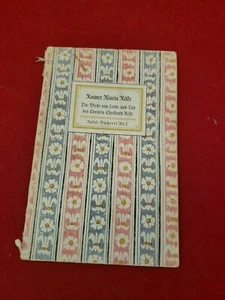 Rainer Maria Rilke
Die Weise von Liebe und Tod
des Cornets Christoph Rilke
Insel-Bücherei Nr. 1